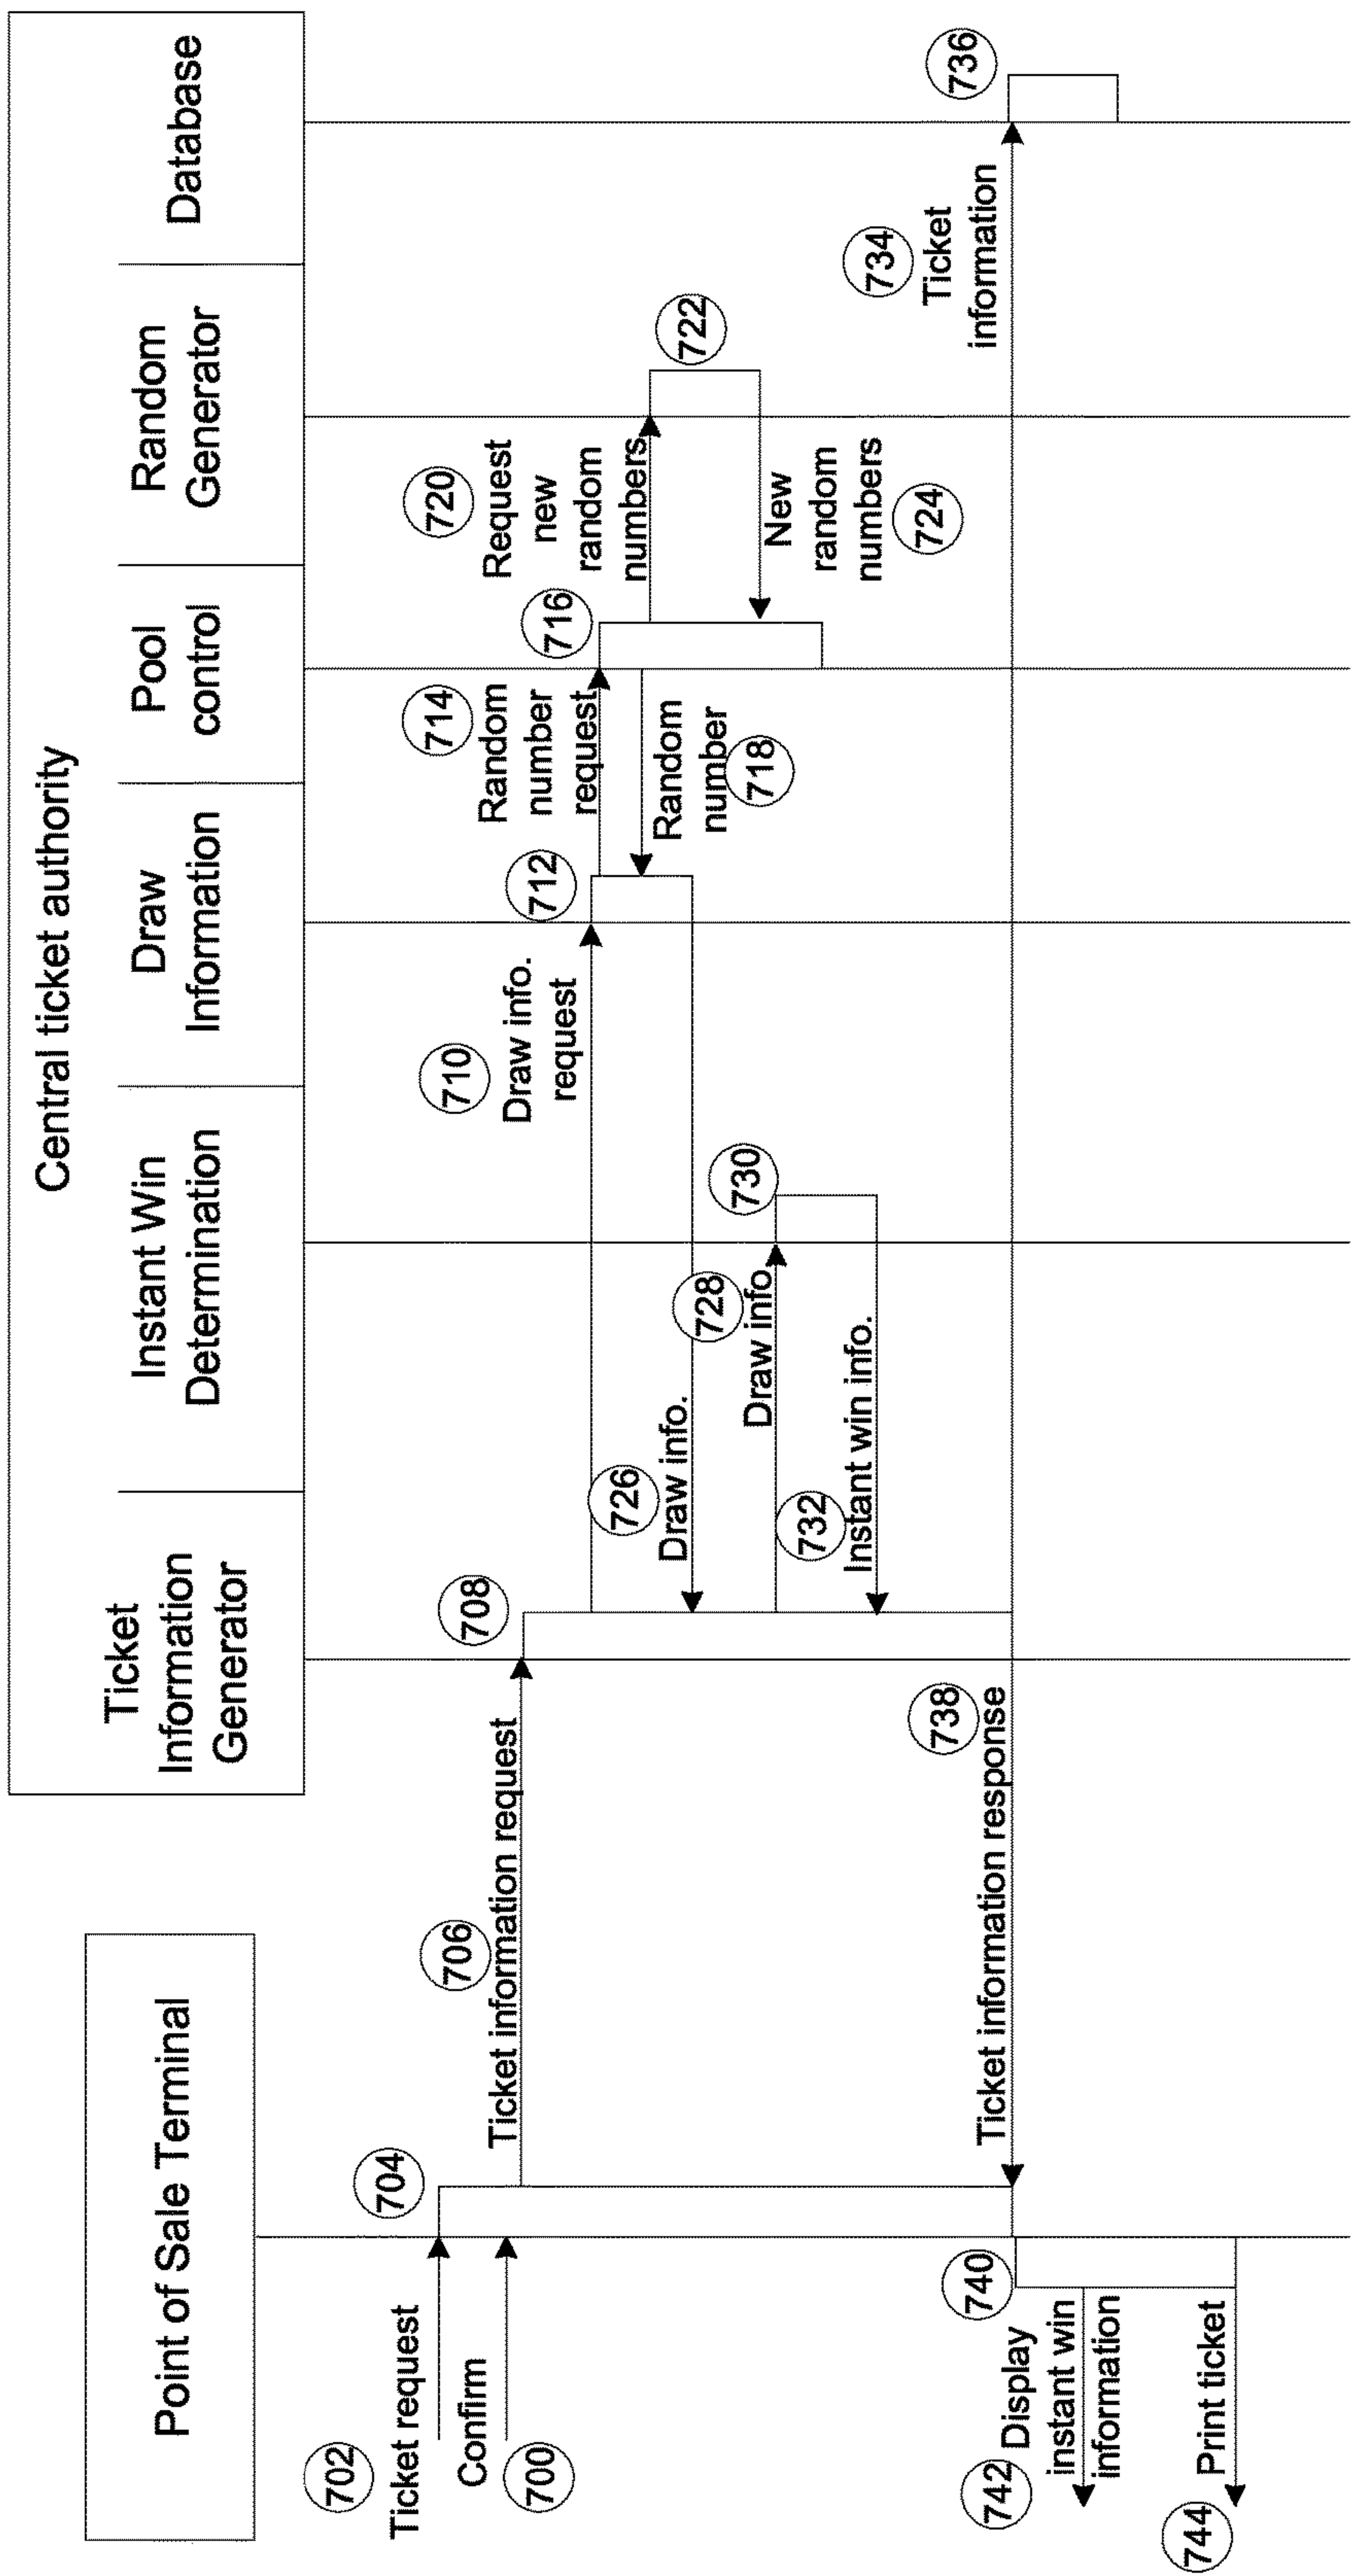 Central ticket authority
Point of Sale Terminal
Ticket
Information
Generator
Instant Win
Determination
Draw
Information
Pool
control
Random
Generator
Database
702
Ticket request
704
Confirm
700
706
Ticket information request
708
710
Draw info.
request
712
714
Random
number
request
716
Random
number
718
720
Request
new
random
numbers
722
New
random
numbers
724
726
Draw info.
728
Draw info.
730
732
Instant win info.
734
Ticket
information
736
738
Ticket information response
740
742
Display
instant win
information
744
Print ticket